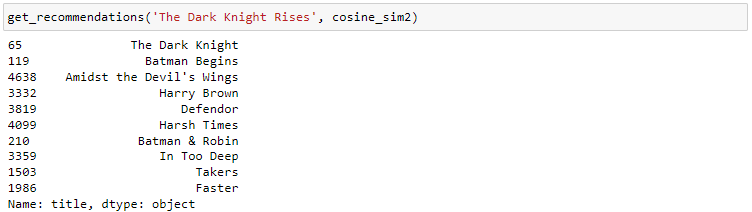 get_recommendations('The Dark Knight Rises', cosine_sim2)
65 The Dark Knight
119 Batman Begins
4638 Amidst the Devil's Wings
3332 Harry Brown
3819 Defendor
4099 Harsh Times
210 Batman & Robin
3359 In Too Deep
1503 Takers
1986 Faster
Name: title, dtype: object